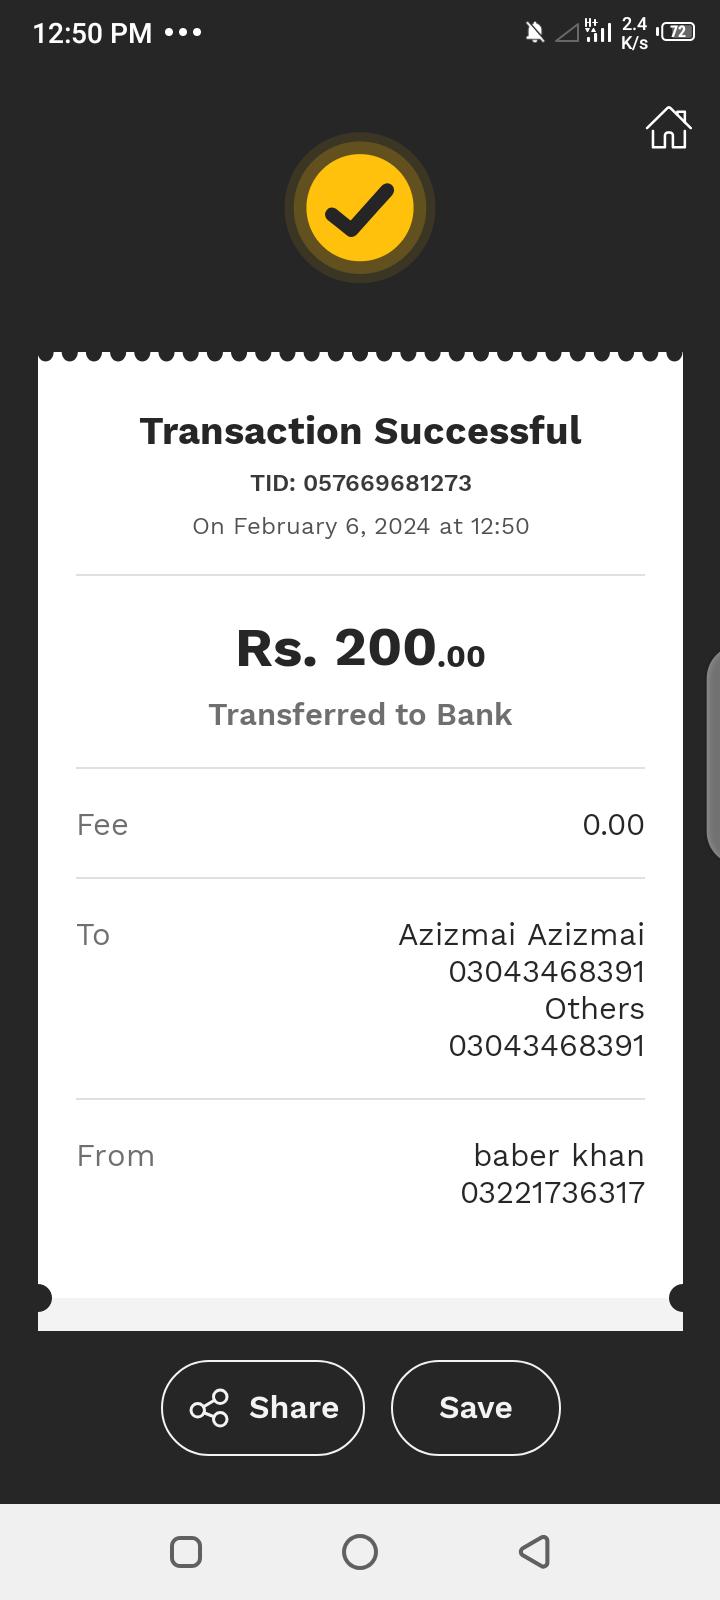 12:50 PM
H+
2.4
K/s
72
Transaction Successful
TID: 057669681273
On February 6, 2024 at 12:50
Rs. 200.00
Transferred to Bank
Fee 0.00
To Azizmai Azizmai
03043468391
Others
03043468391
From baber khan
03221736317
Share Save